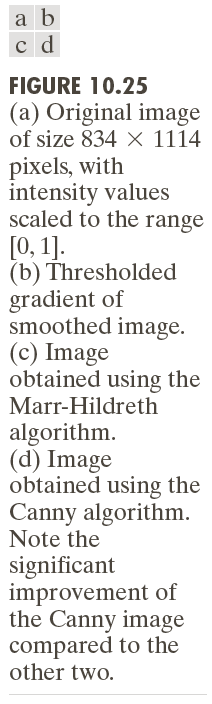 a b
c d
FIGURE 10.25
(a) Original image
of size 834 × 1114
pixels, with
intensity values
scaled to the range
[0, 1].
(b) Thresholded
gradient of
smoothed image.
(c) Image
obtained using the
Marr-Hildreth
algorithm.
(d) Image
obtained using the
Canny algorithm.
Note the
significant
improvement of
the Canny image
compared to the
other two.